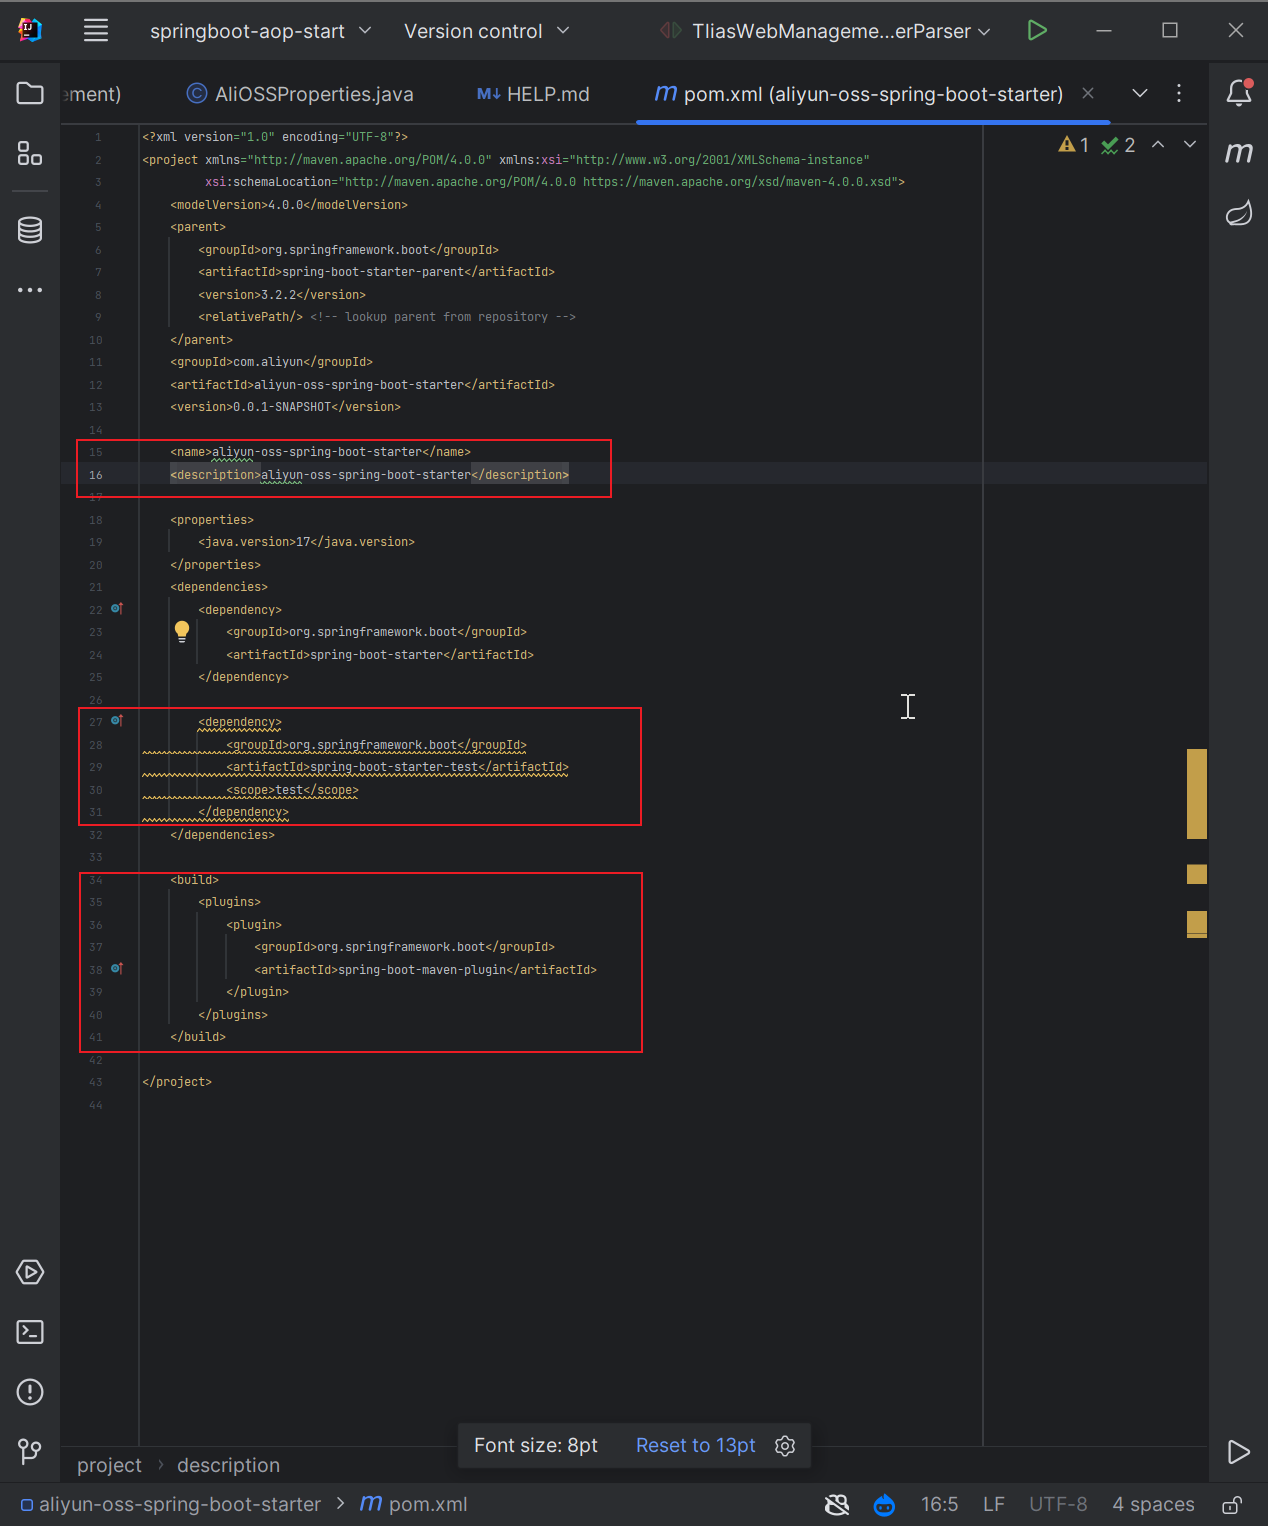 springboot-aop-start Version control TliasWebManageme...erParser
ement) AliOSSProperties.java M↓ HELP.md m pom.xml (aliyun-oss-spring-boot-starter)
1 <?xml version="1.0" encoding="UTF-8"?>
2 <project xmlns="http://maven.apache.org/POM/4.0.0" xmlns:xsi="http://www.w3.org/2001/XMLSchema-instance"
3 xsi:schemaLocation="http://maven.apache.org/POM/4.0.0 https://maven.apache.org/xsd/maven-4.0.0.xsd">
4 <modelVersion>4.0.0</modelVersion>
5 <parent>
6 <groupId>org.springframework.boot</groupId>
7 <artifactId>spring-boot-starter-parent</artifactId>
8 <version>3.2.2</version>
9 <relativePath/> <!-- lookup parent from repository -->
10 </parent>
11 <groupId>com.aliyun</groupId>
12 <artifactId>aliyun-oss-spring-boot-starter</artifactId>
13 <version>0.0.1-SNAPSHOT</version>
14
15 <name>aliyun-oss-spring-boot-starter</name>
16 <description>aliyun-oss-spring-boot-starter</description>
17
18 <properties>
19 <java.version>17</java.version>
20 </properties>
21 <dependencies>
22 <dependency>
23 <groupId>org.springframework.boot</groupId>
24 <artifactId>spring-boot-starter</artifactId>
25 </dependency>
26
27 <dependency>
28 <groupId>org.springframework.boot</groupId>
29 <artifactId>spring-boot-starter-test</artifactId>
30 <scope>test</scope>
31 </dependency>
32 </dependencies>
33
34 <build>
35 <plugins>
36 <plugin>
37 <groupId>org.springframework.boot</groupId>
38 <artifactId>spring-boot-maven-plugin</artifactId>
39 </plugin>
40 </plugins>
41 </build>
42
43 </project>
44
1 2
m
Font size: 8pt Reset to 13pt
project › description
aliyun-oss-spring-boot-starter > m pom.xml 16:5 LF UTF-8 4 spaces